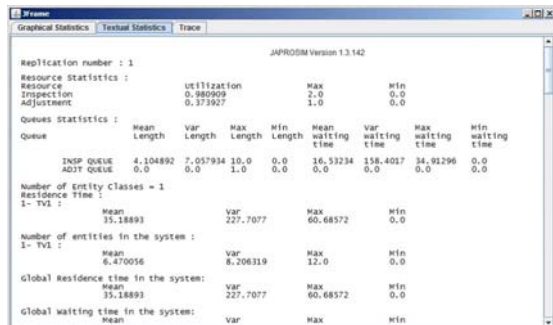 JFrame
Graphical Statistics Textual Statistics Trace
JAPROSIM Version 1.3.142
Replication number : 1
Resource Statistics :
Resource Utilization Max Min
Inspection 0.980909 2.0 0.0
Adjustment 0.373927 1.0 0.0
Queues Statistics :
Mean Var Max Min Mean Var Max Min
Queue Length Length Length Length waiting waiting waiting waiting
time time time time
INSP QUEUE 4.104892 7.057934 10.0 0.0 16.53234 158.4017 34.91296 0.0
ADJT QUEUE 0.0 0.0 1.0 0.0 0.0 0.0 0.0 0.0
Number of Entity Classes = 1
Residence Time :
1- TV1 :
Mean Var Max Min
35.18893 227.7077 60.68572 0.0
Number of entities in the system :
1- TV1 :
Mean Var Max Min
6.470056 8.206319 12.0 0.0
Global Residence time in the system:
Mean Var Max Min
35.18893 227.7077 60.68572 0.0
Global waiting time in the system:
Mean Var Max Min